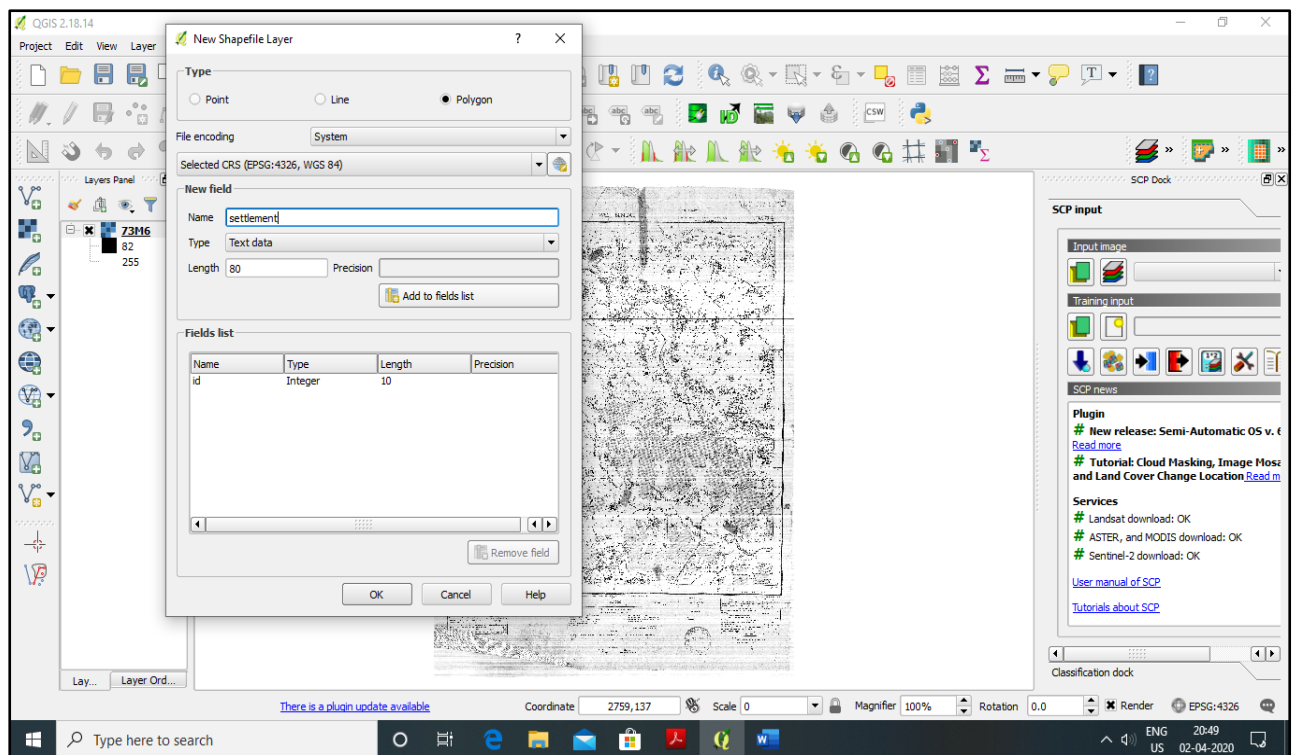 QGIS 2.18.14
Project Edit View Layer
New Shapefile Layer ? X
Type
Point Line Polygon
File encoding System
Selected CRS (EPSG:4326, WGS 84)
New field
Name settlement
Type Text data
Length 80 Precision
Add to fields list
Fields list
Name Type Length Precision
id Integer 10
Remove field
OK Cancel Help
Layers Panel
73M6
82
255
Lay... Layer Ord...
abc abc abc
CSW
SCP Dock
SCP input
Input image
Training input
SCP news
Plugin
# New release: Semi-Automatic OS v. 6
Read more
# Tutorial: Cloud Masking, Image Mosa
and Land Cover Change Location Read m
Services
# Landsat download: OK
# ASTER, and MODIS download: OK
# Sentinel-2 download: OK
User manual of SCP
Tutorials about SCP
Classification dock
There is a plugin update available Coordinate 2759,137 Scale 0 Magnifier 100% Rotation 0.0 Render EPSG:4326
Type here to search
ENG 20:49
US 02-04-2020